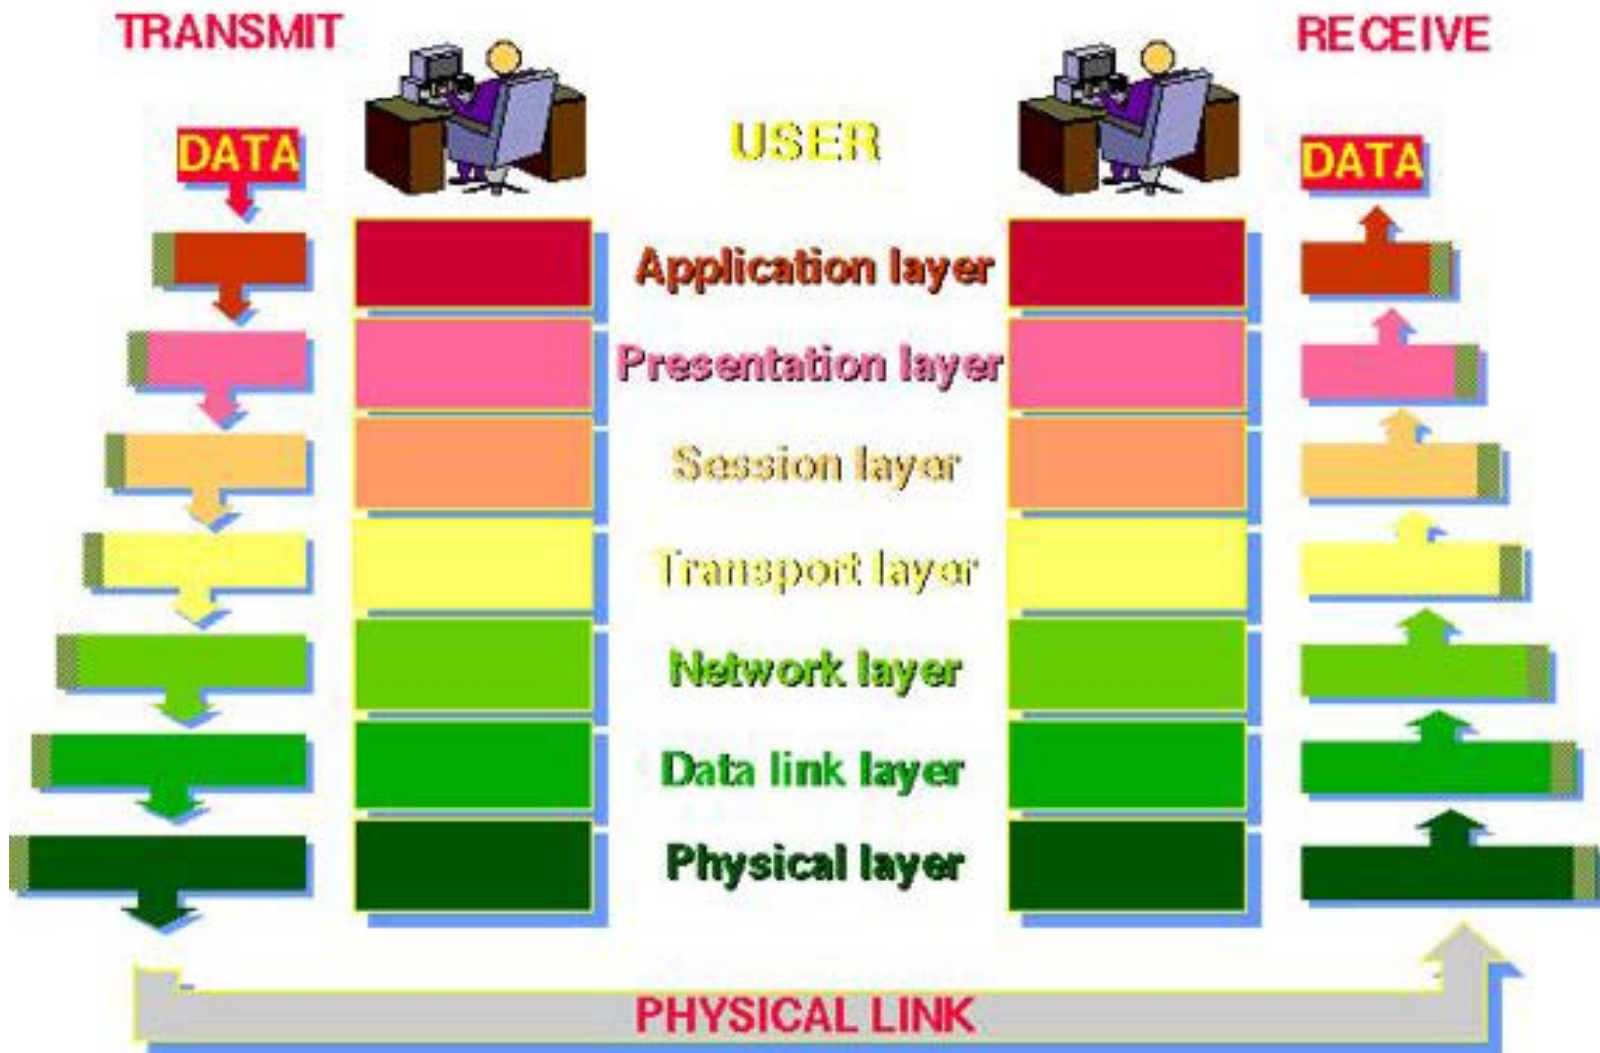 TRANSMIT
RECEIVE
USER
DATA
DATA
Application layer
Presentation layer
Session layer
Transport layer
Network layer
Data link layer
Physical layer
PHYSICAL LINK